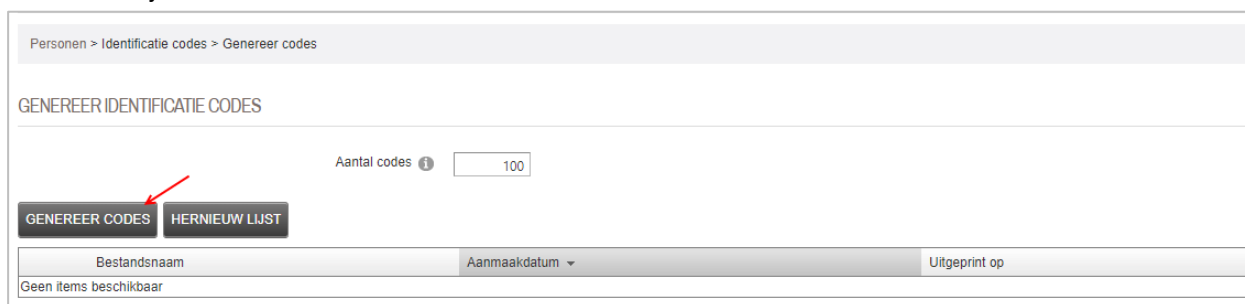 Personen > Identificatie codes > Genereer codes
GENEREER IDENTIFICATIE CODES
Aantal codes 100
GENEREER CODES HERNIEUW LIJST
Bestandsnaam Aanmaakdatum Uitgeprint op
Geen items beschikbaar